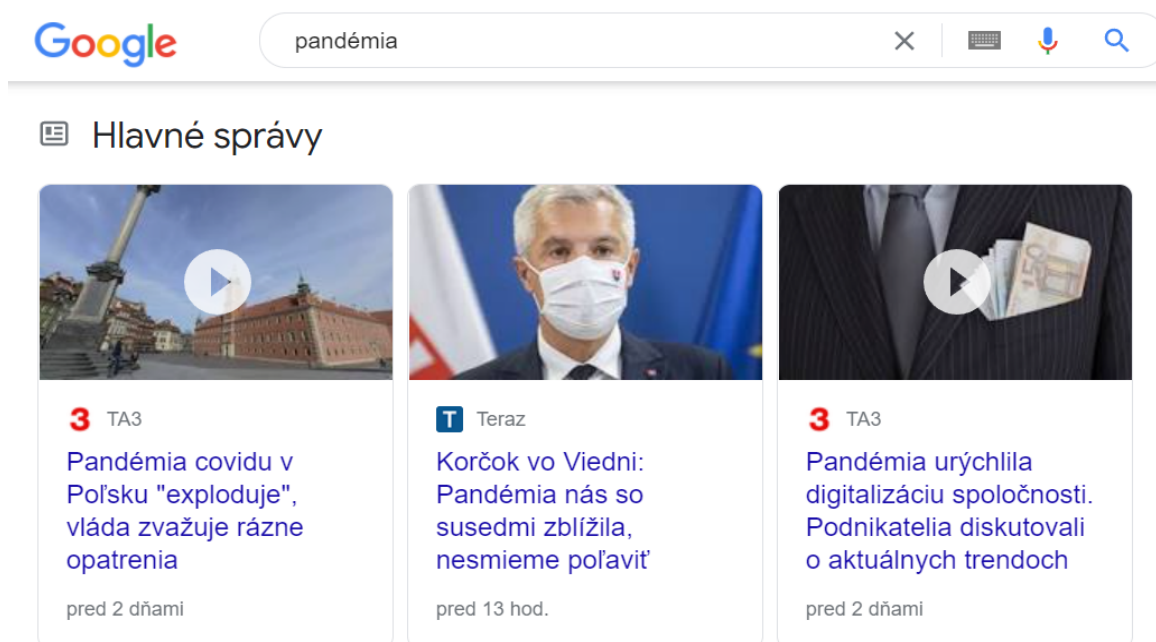 Google
pandémia
Hlavné správy
3 TA3
Pandémia covidu v
Poľsku "exploduje",
vláda zvažuje rázne
opatrenia
pred 2 dňami
T Teraz
Korčok vo Viedni:
Pandémia nás so
susedmi zblížila,
nesmieme poľaviť
pred 13 hod.
50
3 TA3
Pandémia urýchlila
digitalizáciu spoločnosti.
Podnikatelia diskutovali
o aktuálnych trendoch
pred 2 dňami